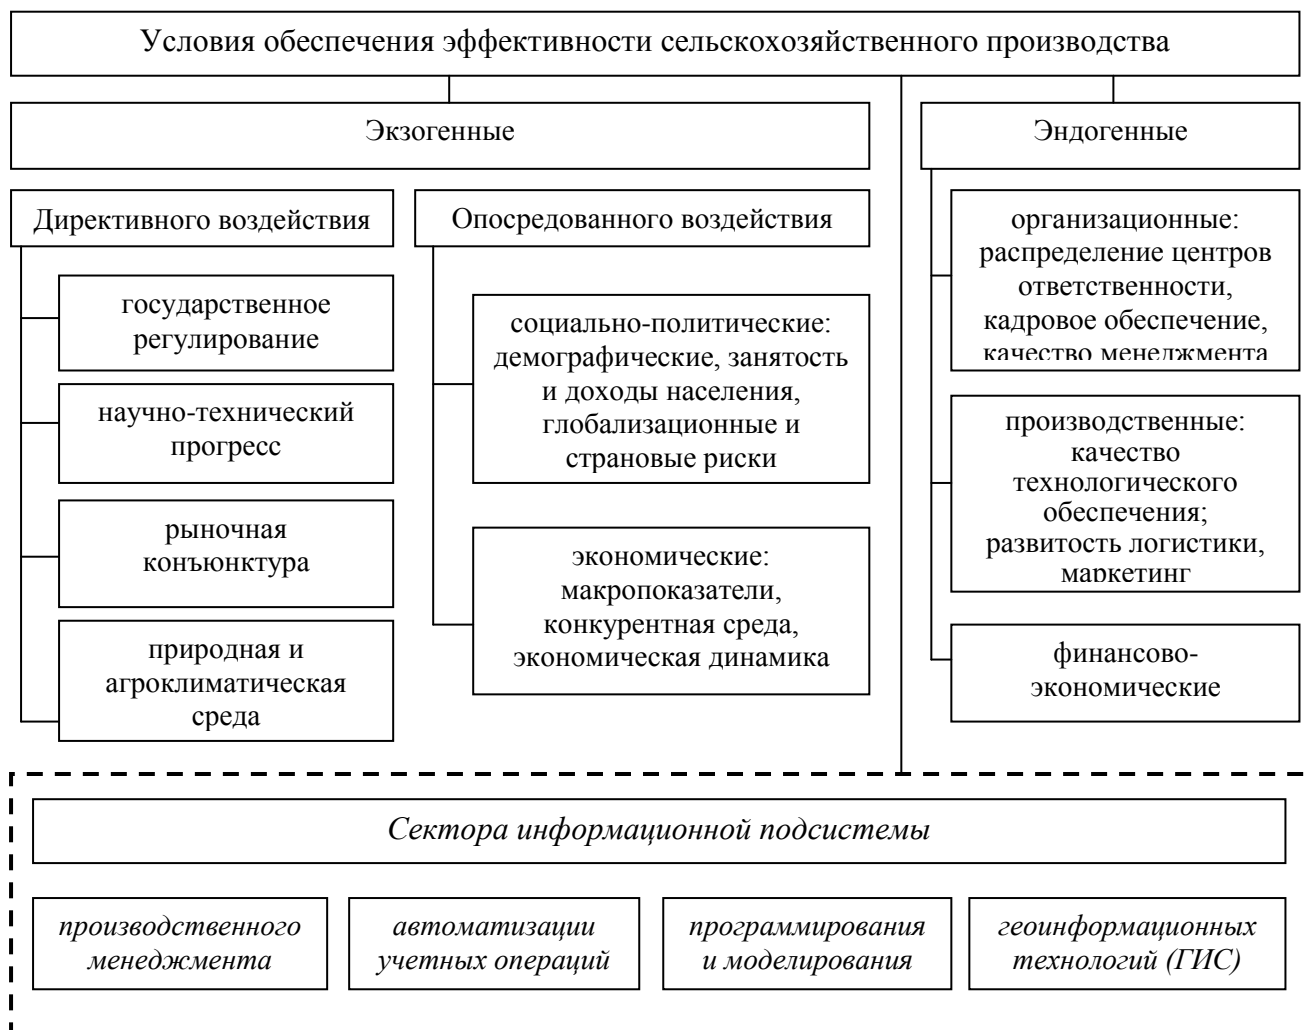 Условия обеспечения эффективности сельскохозяйственного производства
Экзогенные
Эндогенные
Директивного воздействия
государственное
регулирование
научно-технический
прогресс
рыночная
конъюнктура
природная и
агроклиматическая
среда
Опосредованного воздействия
социально-политические:
демографические, занятость
и доходы населения,
глобализационные и
страновые риски
экономические:
макропоказатели,
конкурентная среда,
экономическая динамика
организационные:
распределение центров
ответственности,
кадровое обеспечение,
качество менеджмента
производственные:
качество
технологического
обеспечения;
развитость логистики,
маркетинг
финансово-
экономические
Сектора информационной подсистемы
производственного
менеджмента
автоматизации
учетных операций
программирования
и моделирования
геоинформационных
технологий (ГИС)